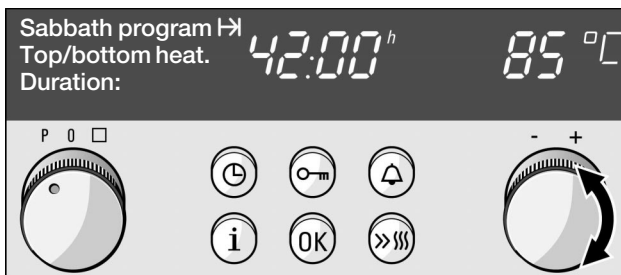 Sabbath program
Top/bottom heat.
Duration:
42:00 h
85 °C
P 0
- +
i
OK